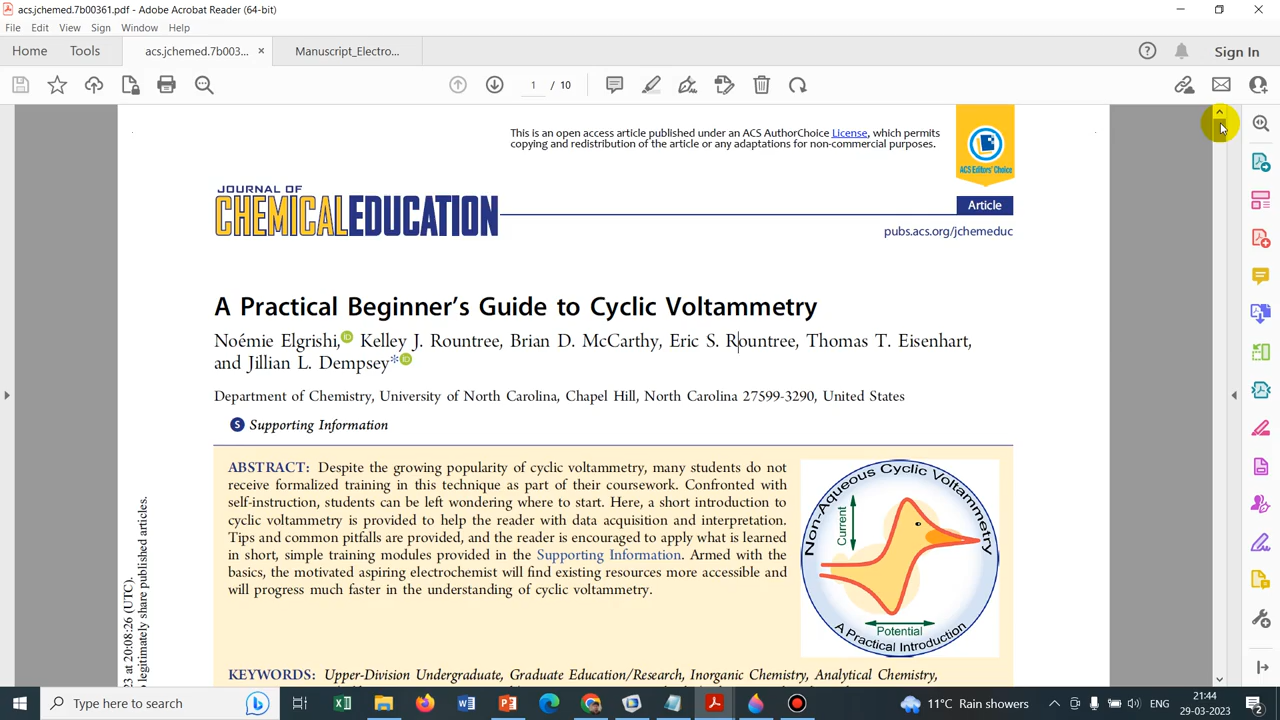 acs.jchemed.7b00361.pdf - Adobe Acrobat Reader (64-bit)
File Edit View Sign Window Help
Home Tools acs.jchemed.7b003... × Manuscript_Electro... Sign In
1 / 10
This is an open access article published under an ACS AuthorChoice License, which permits
copying and redistribution of the article or any adaptations for non-commercial purposes.
ACS Editors' Choice
JOURNAL OF
CHEMICALEDUCATION
Article
pubs.acs.org/jchemeduc
A Practical Beginner's Guide to Cyclic Voltammetry
Noémie Elgrishi, Kelley J. Rountree, Brian D. McCarthy, Eric S. Rountree, Thomas T. Eisenhart,
and Jillian L. Dempsey*
Department of Chemistry, University of North Carolina, Chapel Hill, North Carolina 27599-3290, United States
S Supporting Information
ABSTRACT: Despite the growing popularity of cyclic voltammetry, many students do not
receive formalized training in this technique as part of their coursework. Confronted with
self-instruction, students can be left wondering where to start. Here, a short introduction to
cyclic voltammetry is provided to help the reader with data acquisition and interpretation.
Tips and common pitfalls are provided, and the reader is encouraged to apply what is learned
in short, simple training modules provided in the Supporting Information. Armed with the
basics, the motivated aspiring electrochemist will find existing resources more accessible and
will progress much faster in the understanding of cyclic voltammetry.
Non-Aqueous Cyclic Voltammetry
Current
Potential
A Practical Introduction
KEYWORDS: Upper-Division Undergraduate, Graduate Education/Research, Inorganic Chemistry, Analytical Chemistry,
23 at 20:08:26 (UTC).
o legitimately share published articles.
Type here to search
11°C Rain showers
ENG
21:44
29-03-2023
2